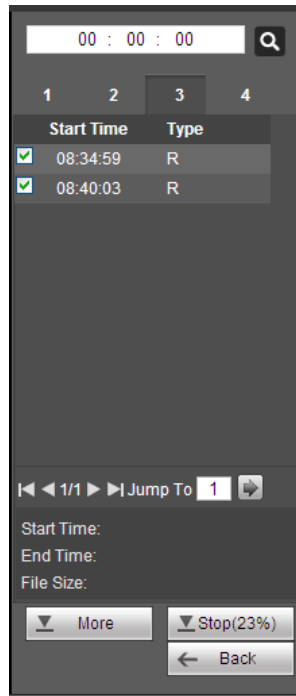 00 : 00 : 00
1 2 3 4
Start Time Type
08:34:59 R
08:40:03 R
1/1 Jump To 1
Start Time:
End Time:
File Size:
More Stop(23%)
Back